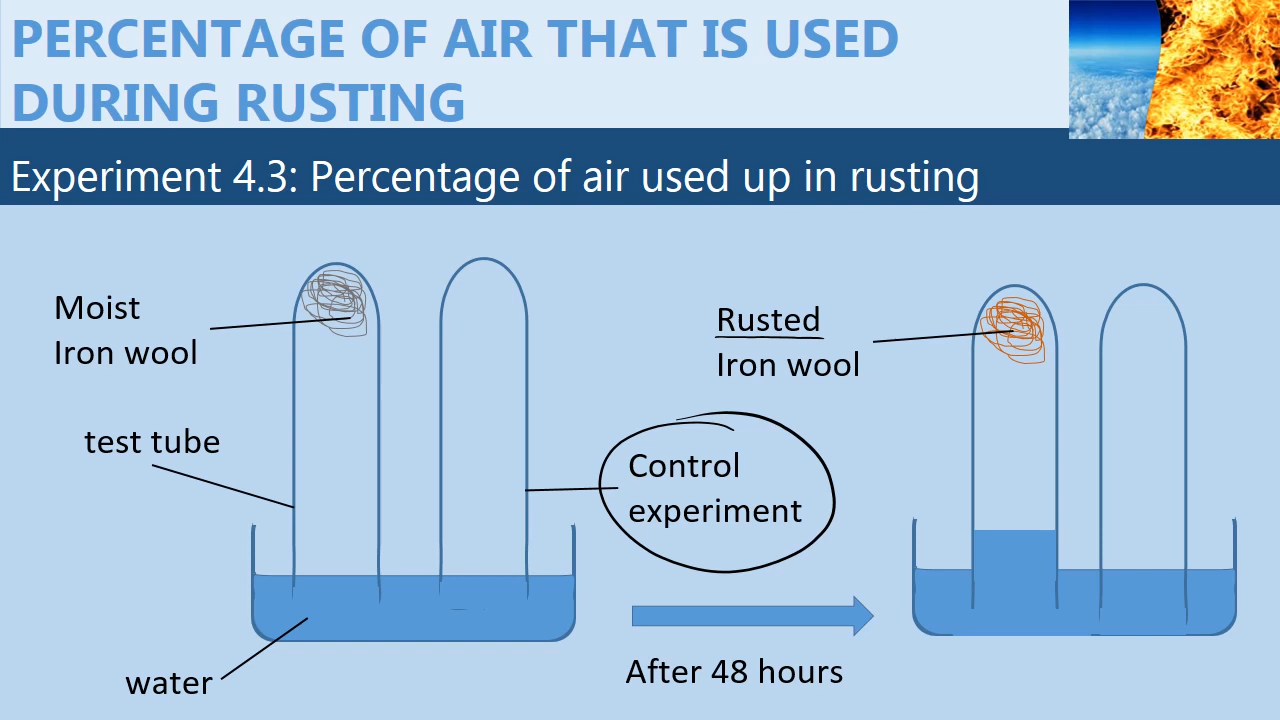 PERCENTAGE OF AIR THAT IS USED
DURING RUSTING
Experiment 4.3: Percentage of air used up in rusting
Moist
Iron wool
test tube
water
Control
experiment
After 48 hours
Rusted
Iron wool